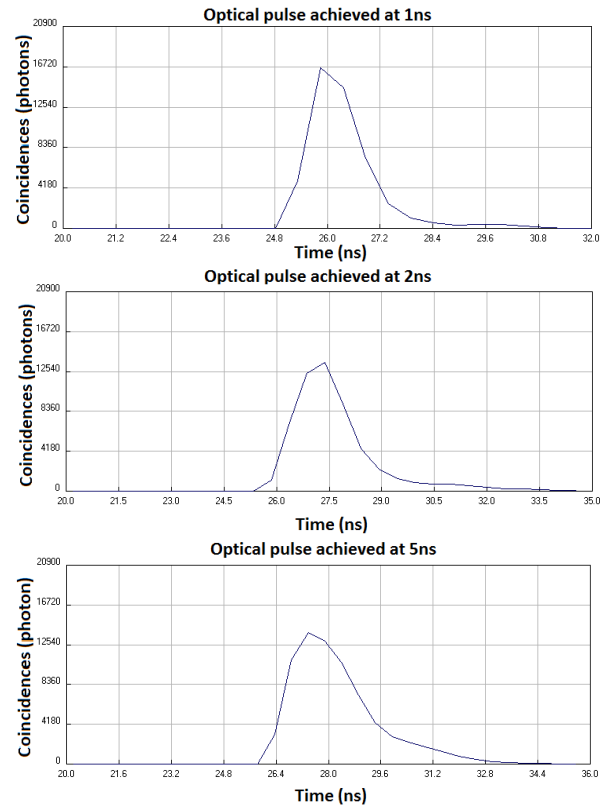 Optical pulse achieved at 1ns
Coincidences (photons)
20900
16720
12540
8360
4180
0
20.0 21.2 22.4 23.6 24.8 26.0 27.2 28.4 29.6 30.8 32.0
Time (ns)
Optical pulse achieved at 2ns
Coincidences (photons)
20900
16720
12540
8360
4180
0
20.0 21.5 23.0 24.5 26.0 27.5 29.0 30.5 32.0 33.5 35.0
Time (ns)
Optical pulse achieved at 5ns
Coincidences (photon)
20900
16720
12540
8360
4180
0
20.0 21.6 23.2 24.8 26.4 28.0 29.6 31.2 32.8 34.4 36.0
Time (ns)